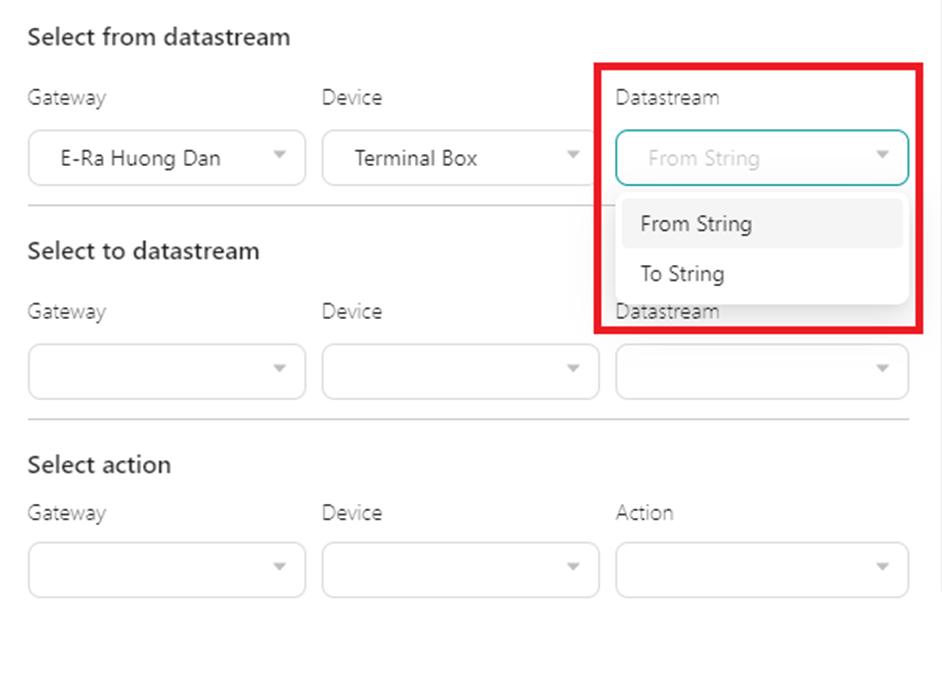 Select from datastream
Gateway Device Datastream
E-Ra Huong Dan Terminal Box From String
From String
To String
Select to datastream
Gateway Device Datastream
Select action
Gateway Device Action